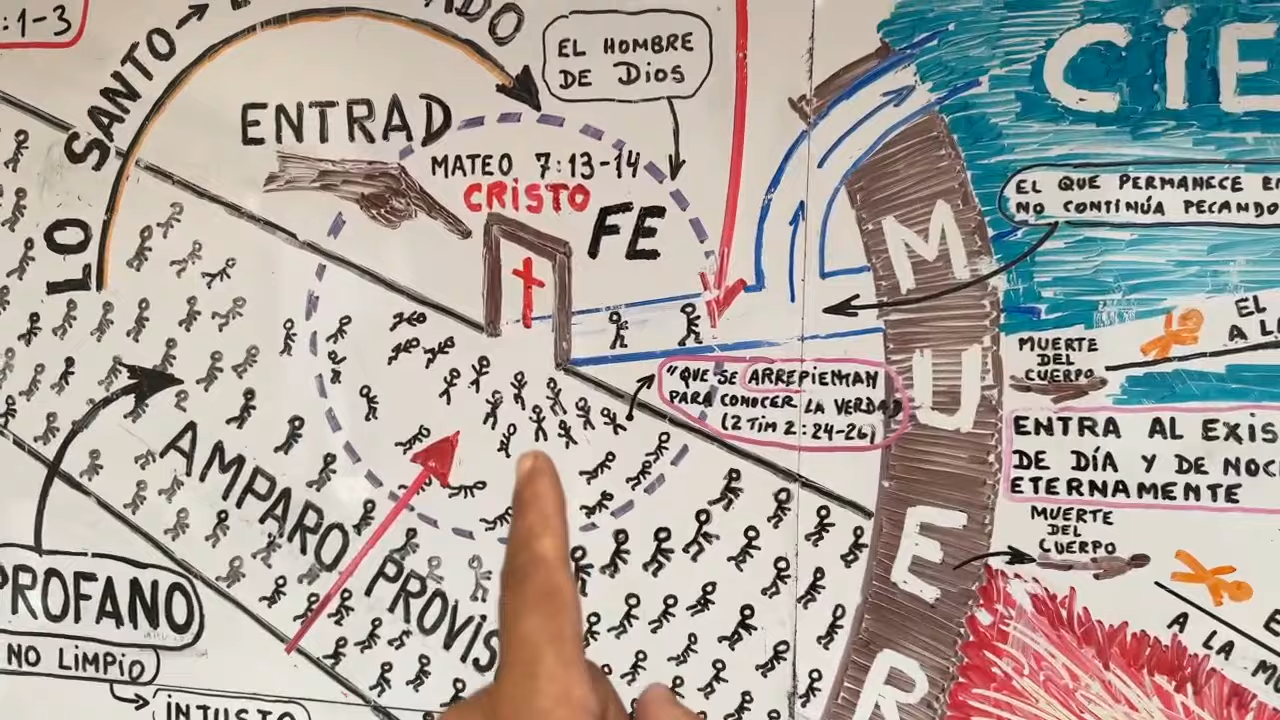 :1-3
LO SANTO
ADO
EL HOMBRE
DE DiOS
CiE
ENTRAD
MATEO 7:13-14
CRiSTO
FE
EL QUE PERMANECE E
NO CONTINÚA PECANDO
M
U
E
R
EL
A LA
MUERTE
DEL
CUERPO
"QUE SE ARREPIENTAN
PARA CONOCER LA VERDAD
(2 TiM 2:24-26)
ENTRA AL EXIS
DE DÍA Y DE NOC
ETERNAMENTE
MUERTE
DEL
CUERPO
A LA M
AMPARO
PROViS
PROFANO
NO LiMPiO
iNJUSTO